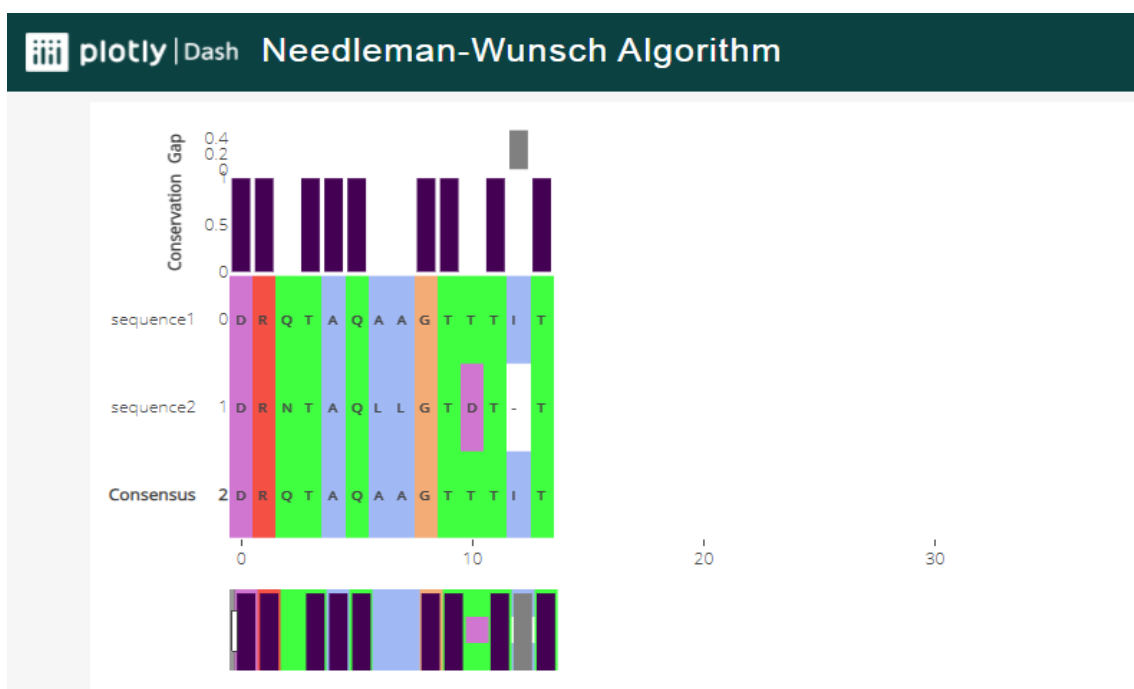 plotly | Dash Needleman-Wunsch Algorithm
Gap
0.4
0.2
0
Conservation
1
0.5
0
sequence1 0 D R Q T A Q A A G T T T I T
sequence2 1 D R N T A Q L L G T D T - T
Consensus 2 D R Q T A Q A A G T T T I T
0 10 20 30